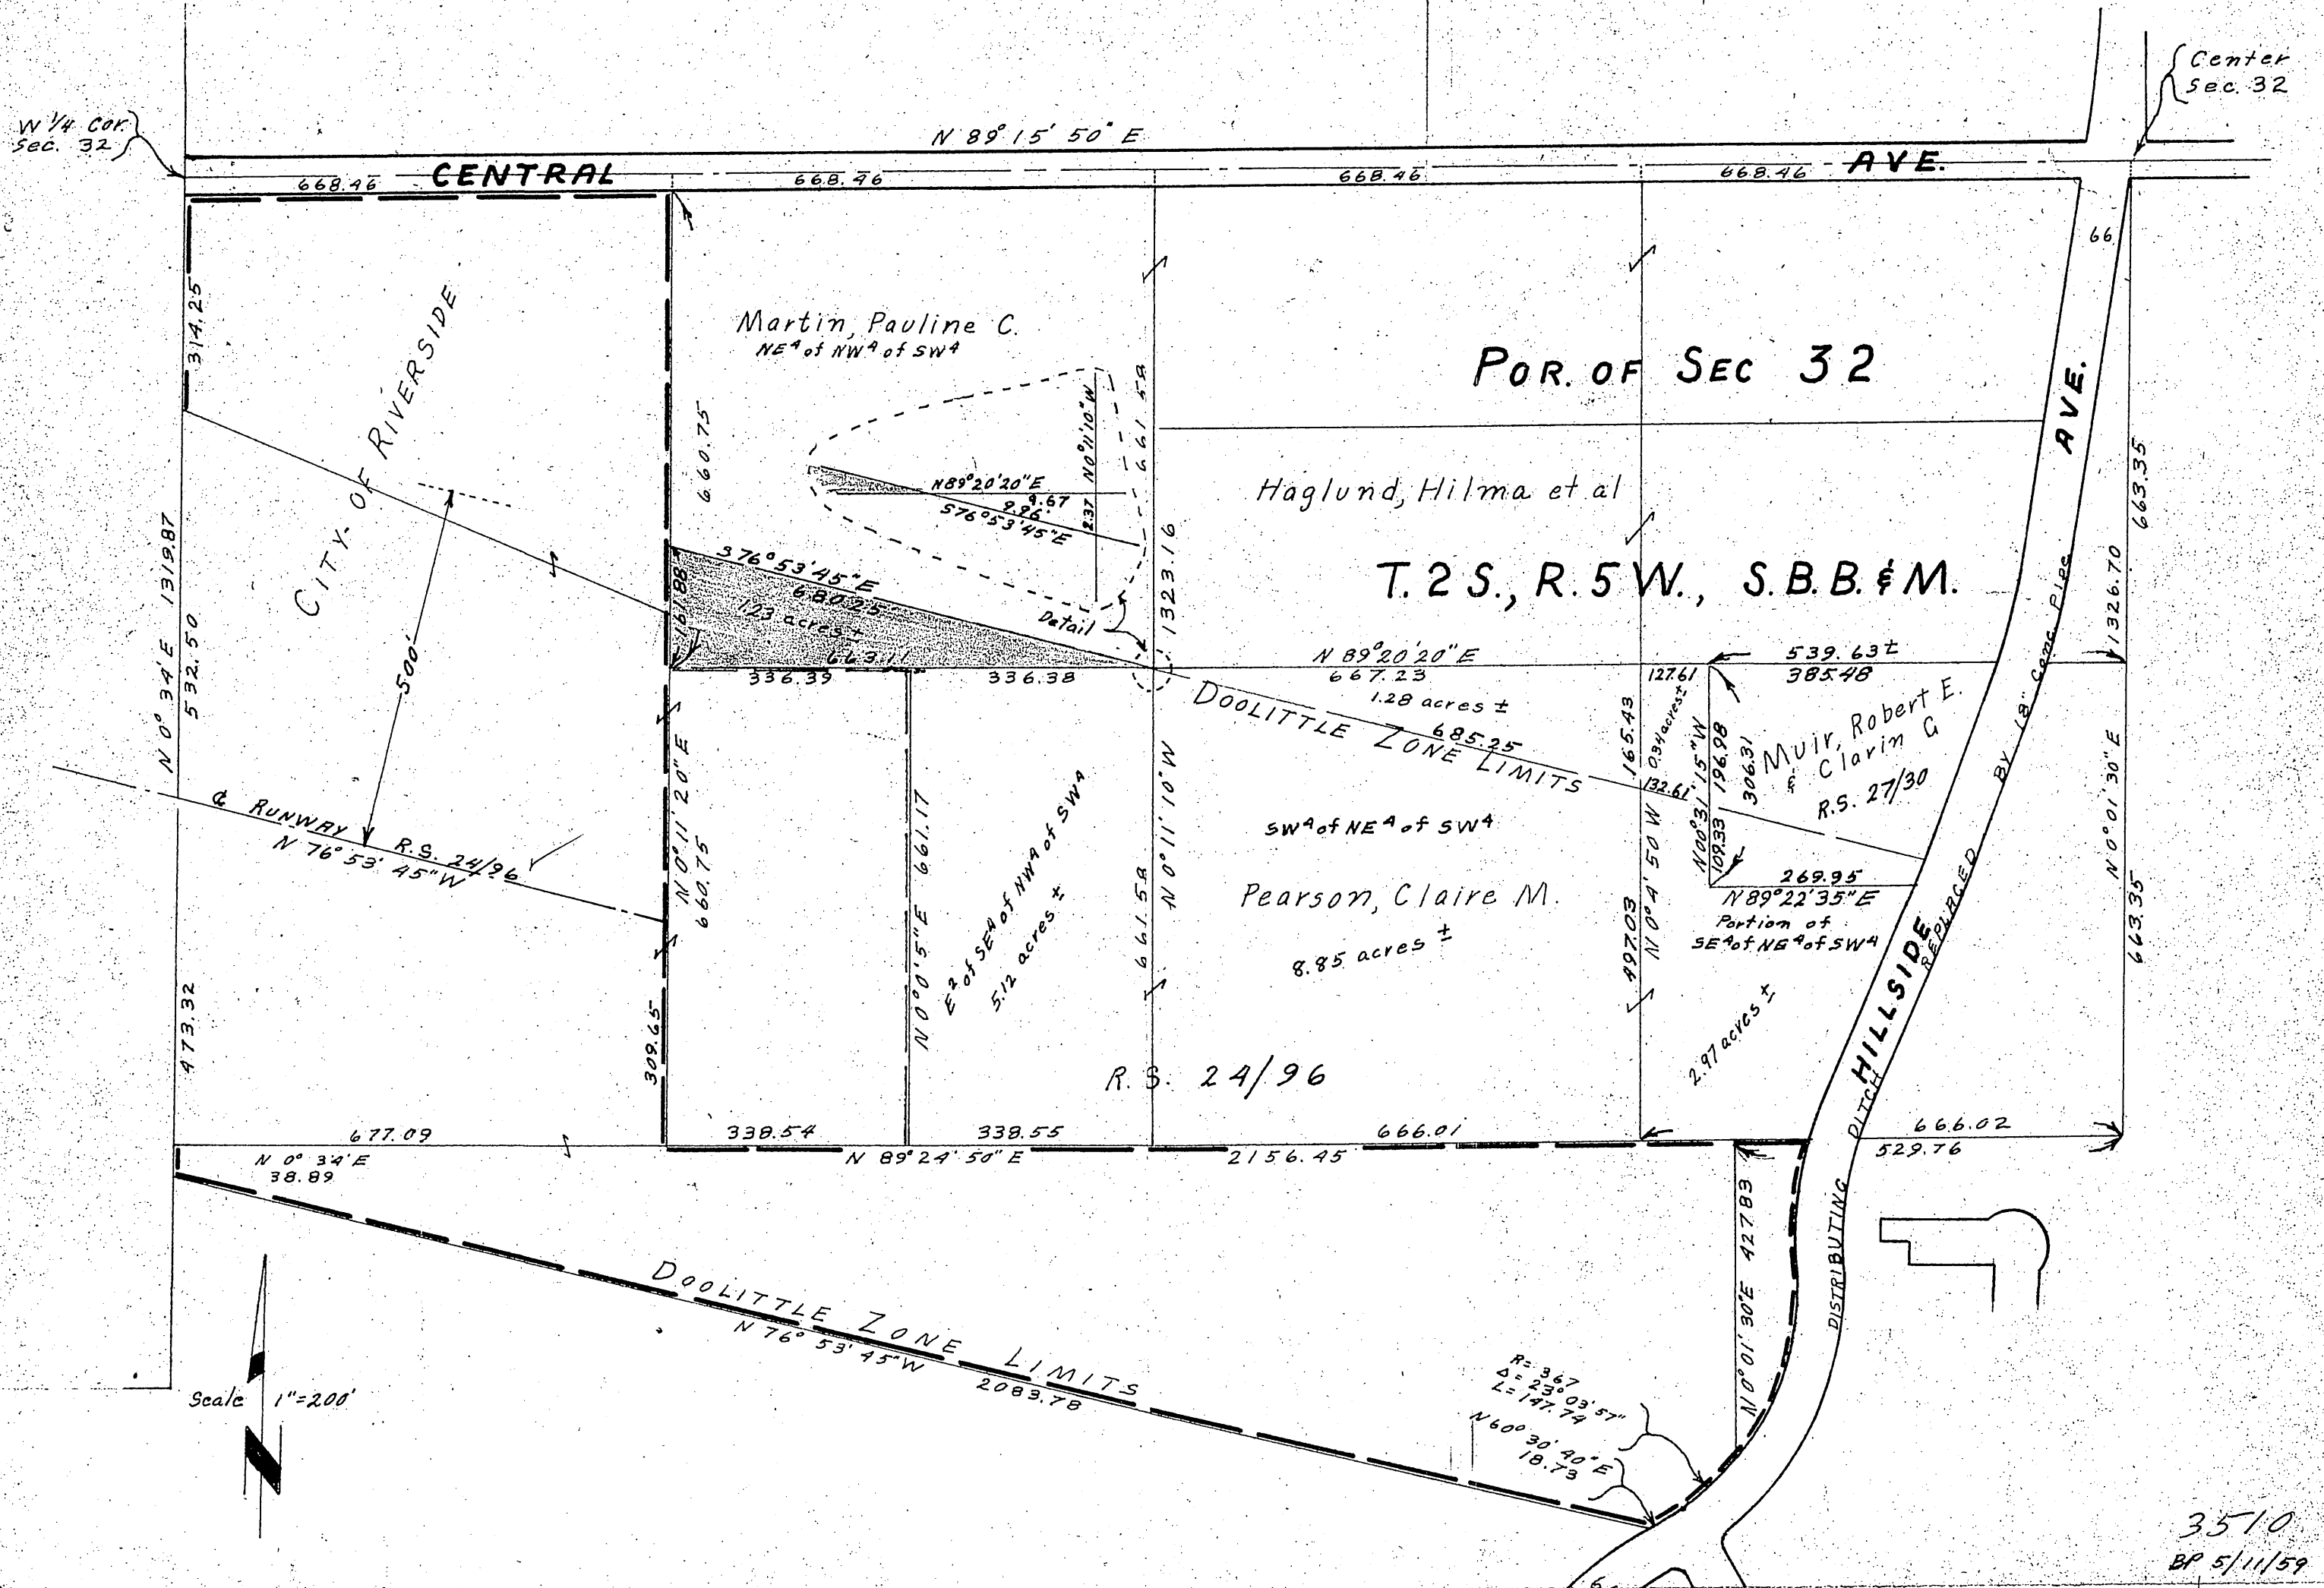 Center
Sec. 32
W 1/4 Cor.
Sec. 32
N 89° 15' 50" E
CENTRAL AVE.
668.46
668.46
668.46
668.46
66
314.25
CITY OF RIVERSIDE
Martin, Pauline C.
NE⁴ of NW⁴ of SW⁴
POR. OF SEC 32
AVE.
660.75
661.58
N0°11'10"W
N89°20'20"E
9.67
9.96'
S76°53'45"E
2.37
Haglund, Hilma et al
663.35
N 0° 34' E 1319.87
532.50
500'
1323.16
T. 2 S., R. 5 W., S. B. B. & M.
1326.70
S 76° 53' 45" E
680.25
161.88
1.23 acres ±
663.11
Detail
336.39
336.38
N 89° 20' 20" E
667.23
1.28 acres ±
685.25
DOOLITTLE ZONE LIMITS
127.61
539.63±
385.48
165.43
0.34 acres ±
132.61
N00°31'15"W
196.98
109.33
306.31
Muir, Robert E.
& Clarin G
R.S. 27/30
BY 18" Conc. Pipe
₵ RUNWAY R.S. 24/96
N 76° 53' 45" W
N 0° 11' 20" E
660.75
N 0° 0' 5" E 661.17
E² of SE⁴ of NW⁴ of SW⁴
5.12 acres ±
N 0° 11' 10" W
661.58
SW⁴ of NE⁴ of SW⁴
Pearson, Claire M.
8.85 acres ±
N 0° 4' 50 W
497.03
269.95
N89°22'35"E
Portion of
SE⁴ of NE⁴ of SW⁴
2.97 acres ±
HILLSIDE
REPLACED
N 0° 01' 30" E
663.35
473.32
309.65
R. S. 24/96
DITCH
677.09
338.54
338.55
666.01
666.02
N 0° 34' E
38.89
N 89° 24' 50" E
2156.45
529.76
DOOLITTLE ZONE LIMITS
N 76° 53' 45" W
2083.78
N 0° 01' 30"E 427.83
DISTRIBUTING
R = 367
Δ = 23° 03' 57"
L = 147.74
N 60° 30' 40" E
18.73
Scale 1"=200'
N
3510
BP 5/11/59